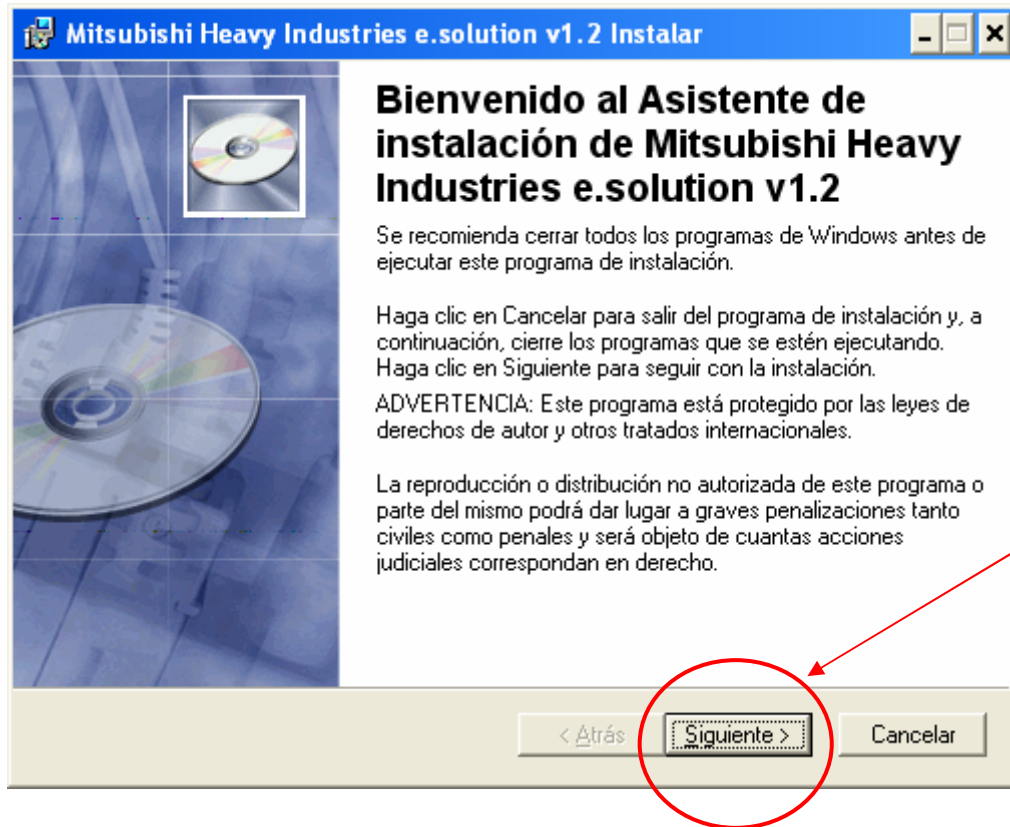 Mitsubishi Heavy Industries e.solution v1.2 Instalar
Bienvenido al Asistente de
instalación de Mitsubishi Heavy
Industries e.solution v1.2
Se recomienda cerrar todos los programas de Windows antes de
ejecutar este programa de instalación.
Haga clic en Cancelar para salir del programa de instalación y, a
continuación, cierre los programas que se estén ejecutando.
Haga clic en Siguiente para seguir con la instalación.
ADVERTENCIA: Este programa está protegido por las leyes de
derechos de autor y otros tratados internacionales.
La reproducción o distribución no autorizada de este programa o
parte del mismo podrá dar lugar a graves penalizaciones tanto
civiles como penales y será objeto de cuantas acciones
judiciales correspondan en derecho.
< Atrás Siguiente > Cancelar